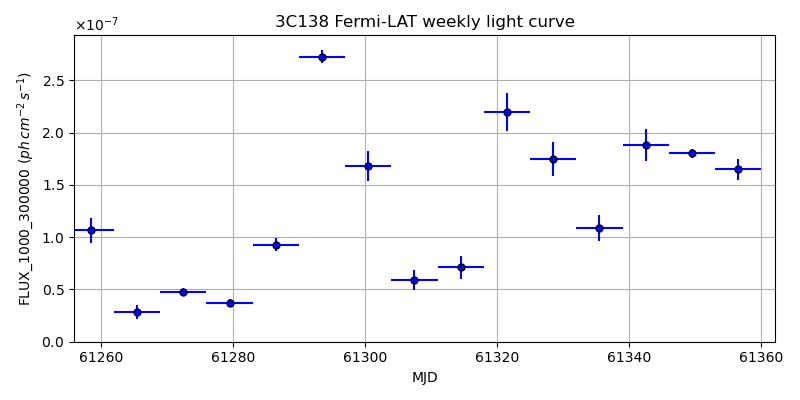 3C138 Fermi-LAT weekly light curve
×10⁻⁷
FLUX_1000_300000 (ph cm⁻² s⁻¹)
2.5
2.0
1.5
1.0
0.5
0.0
61260 61280 61300 61320 61340 61360
MJD